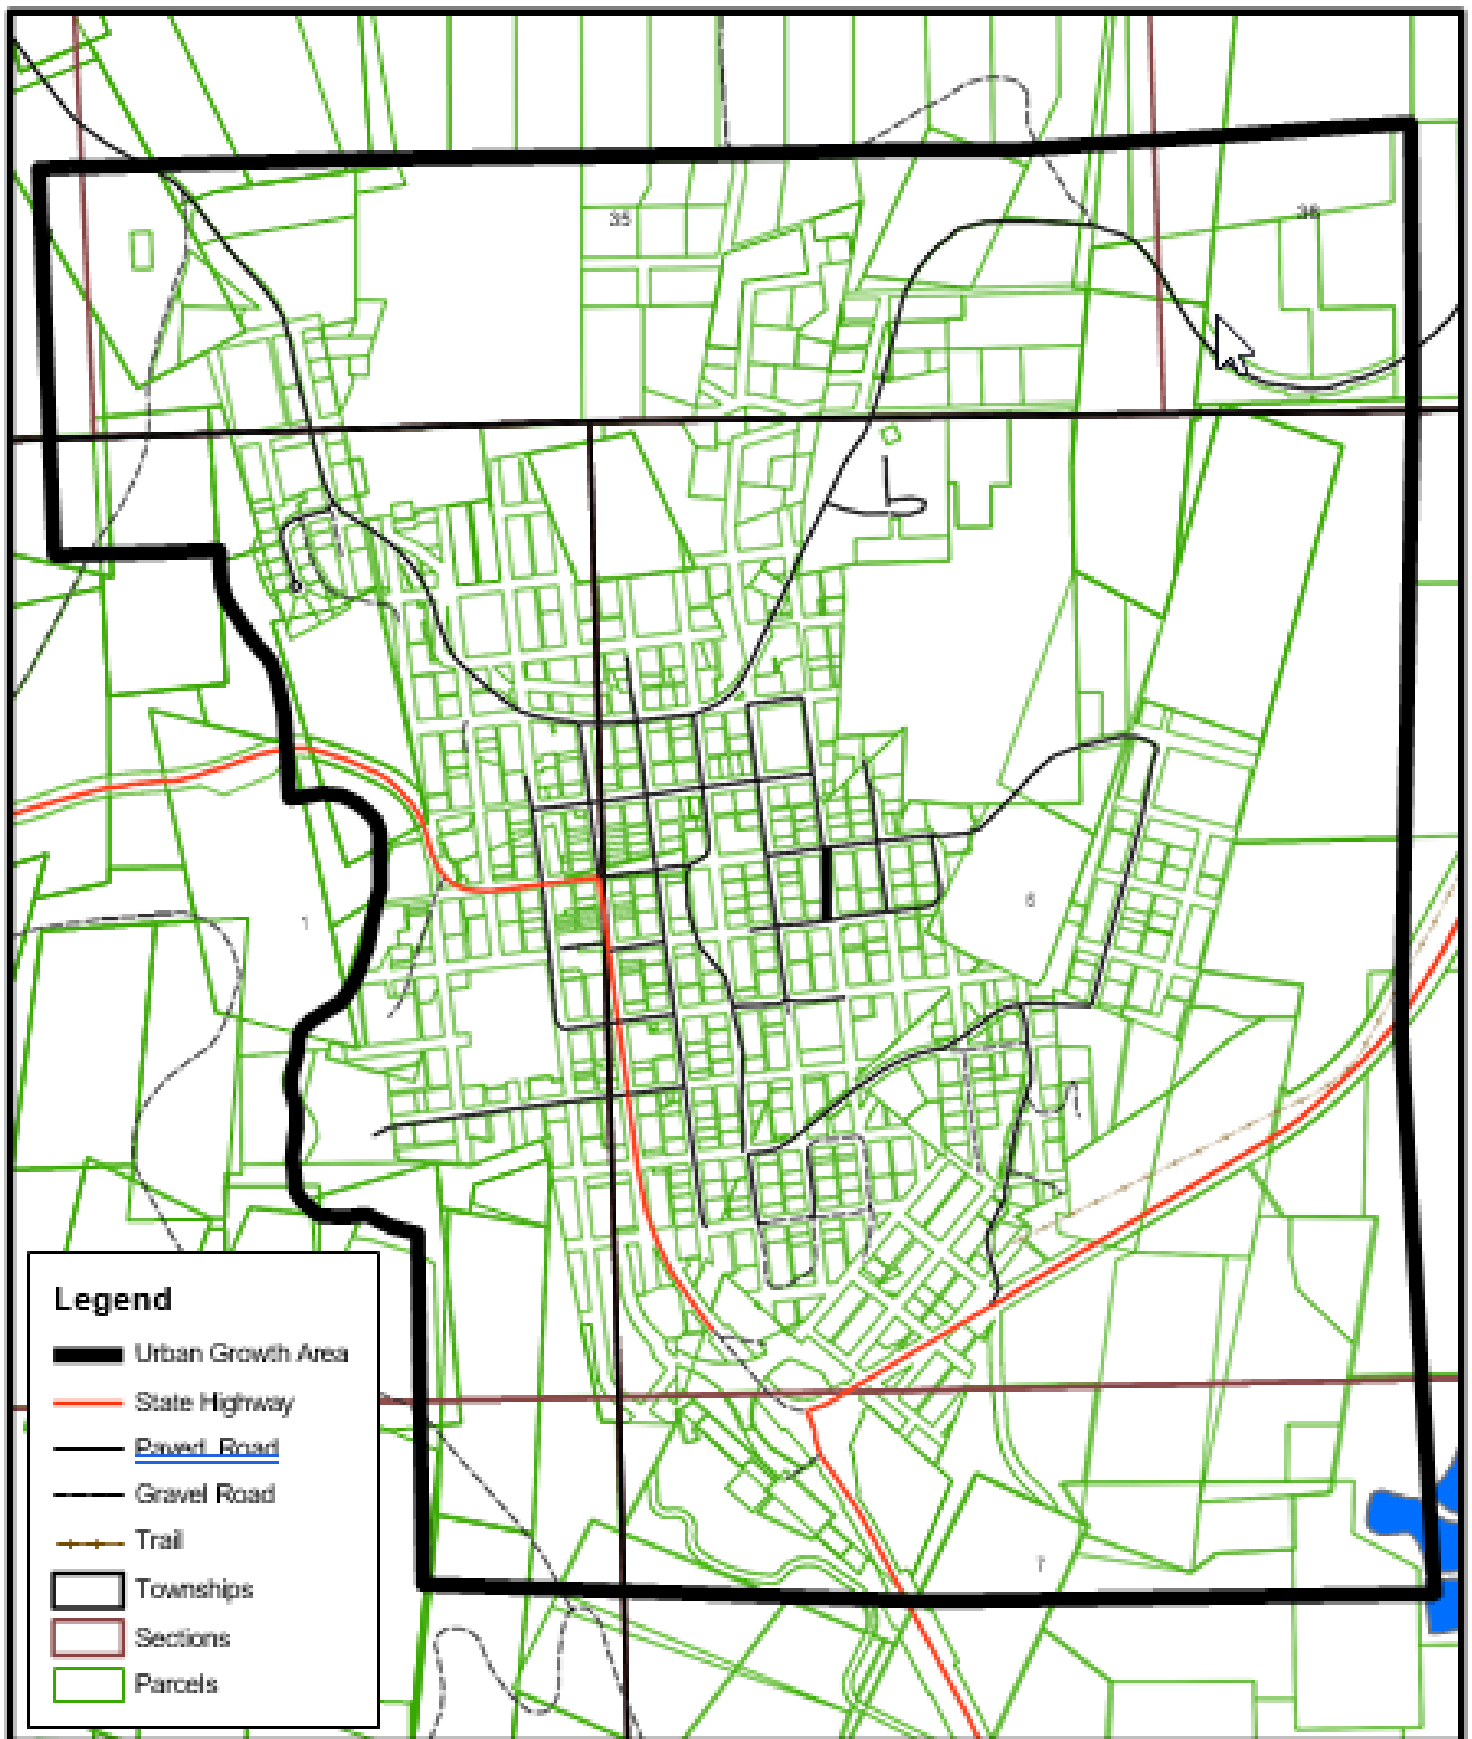 35
36
6
1
7
Legend
Urban Growth Area
State Highway
Paved Road
Gravel Road
Trail
Townships
Sections
Parcels